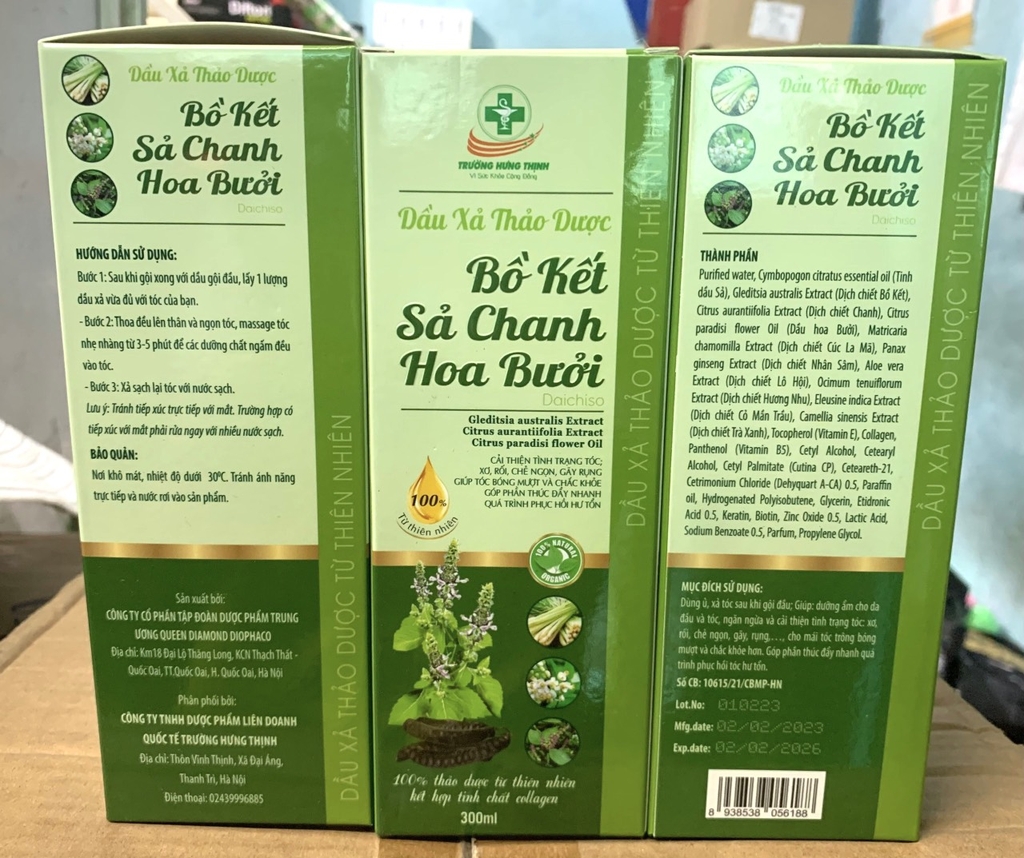 Dầu Xả Thảo Dược
Bồ Kết
Sả Chanh
Hoa Bưởi
Daichiso
HƯỚNG DẪN SỬ DỤNG:
Bước 1: Sau khi gội xong với dầu gội đầu, lấy 1 lượng
dầu xả vừa đủ với tóc của bạn.
- Bước 2: Thoa đều lên thân và ngọn tóc, massage tóc
nhẹ nhàng từ 3-5 phút để các dưỡng chất ngấm đều
vào tóc.
- Bước 3: Xả sạch lại tóc với nước sạch.
Lưu ý: Tránh tiếp xúc trực tiếp với mắt. Trường hợp có
tiếp xúc với mắt phải rửa ngay với nhiều nước sạch.
BẢO QUẢN:
Nơi khô mát, nhiệt độ dưới 30ºC. Tránh ánh nắng
trực tiếp và nước rơi vào sản phẩm.
Sản xuất bởi:
CÔNG TY CỔ PHẦN TẬP ĐOÀN DƯỢC PHẨM TRUNG
ƯƠNG QUEEN DIAMOND DIOPHACO
Địa chỉ: Km18 Đại Lộ Thăng Long, KCN Thạch Thất -
Quốc Oai, TT.Quốc Oai, H. Quốc Oai, Hà Nội
Phân phối bởi:
CÔNG TY TNHH DƯỢC PHẨM LIÊN DOANH
QUỐC TẾ TRƯỜNG HƯNG THỊNH
Địa chỉ: Thôn Vĩnh Thịnh, Xã Đại Áng,
Thanh Trì, Hà Nội
Điện thoại: 02439996885
DẦU XẢ THẢO DƯỢC TỪ THIÊN NHIÊN
TRƯỜNG HƯNG THỊNH
Vì Sức Khỏe Cộng Đồng
Dầu Xả Thảo Dược
Bồ Kết
Sả Chanh
Hoa Bưởi
Daichiso
Gleditsia australis Extract
Citrus aurantiifolia Extract
Citrus paradisi flower Oil
CẢI THIỆN TÌNH TRẠNG TÓC;
XƠ, RỐI, CHẺ NGỌN, GÃY RỤNG
GIÚP TÓC BÓNG MƯỢT VÀ CHẮC KHỎE
GÓP PHẦN THÚC ĐẨY NHANH
QUÁ TRÌNH PHỤC HỒI HƯ TỔN
100%
Từ thiên nhiên
100% NATURAL
ORGANIC
100% thảo dược từ thiên nhiên
kết hợp tinh chất collagen
300ml
DẦU XẢ THẢO DƯỢC TỪ THIÊN NHIÊN
Dầu Xả Thảo Dược
Bồ Kết
Sả Chanh
Hoa Bưởi
Daichiso
THÀNH PHẦN
Purified water, Cymbopogon citratus essential oil (Tinh
dầu Sả), Gleditsia australis Extract (Dịch chiết Bồ Kết),
Citrus aurantiifolia Extract (Dịch chiết Chanh), Citrus
paradisi flower Oil (Dầu hoa Bưởi), Matricaria
chamomilla Extract (Dịch chiết Cúc La Mã), Panax
ginseng Extract (Dịch chiết Nhân Sâm), Aloe vera
Extract (Dịch chiết Lô Hội), Ocimum tenuiflorum
Extract (Dịch chiết Hương Nhu), Eleusine indica Extract
(Dịch chiết Cỏ Mần Trầu), Camellia sinensis Extract
(Dịch chiết Trà Xanh), Tocopherol (Vitamin E), Collagen,
Panthenol (Vitamin B5), Cetyl Alcohol, Cetearyl
Alcohol, Cetyl Palmitate (Cutina CP), Ceteareth-21,
Cetrimonium Chloride (Dehyquart A-CA) 0.5, Paraffin
oil, Hydrogenated Polyisobutene, Glycerin, Etidronic
Acid 0.5, Keratin, Biotin, Zinc Oxide 0.5, Lactic Acid,
Sodium Benzoate 0.5, Parfum, Propylene Glycol.
MỤC ĐÍCH SỬ DỤNG:
Dùng ủ, xả tóc sau khi gội đầu; Giúp: dưỡng ẩm cho da
đầu và tóc, ngăn ngừa và cải thiện tình trạng tóc: xơ,
rối, chẻ ngọn, gãy, rụng,..., cho mái tóc trông bóng
mượt và chắc khỏe hơn. Góp phần thúc đẩy nhanh quá
trình phục hồi tóc hư tổn.
Số CB: 10615/21/CBMP-HN
Lot.No: 010223
Mfg.date: 02/02/2023
Exp.date: 02/02/2026
8 938538 056188
DẦU XẢ THẢO DƯỢC TỪ THIÊN NHIÊN